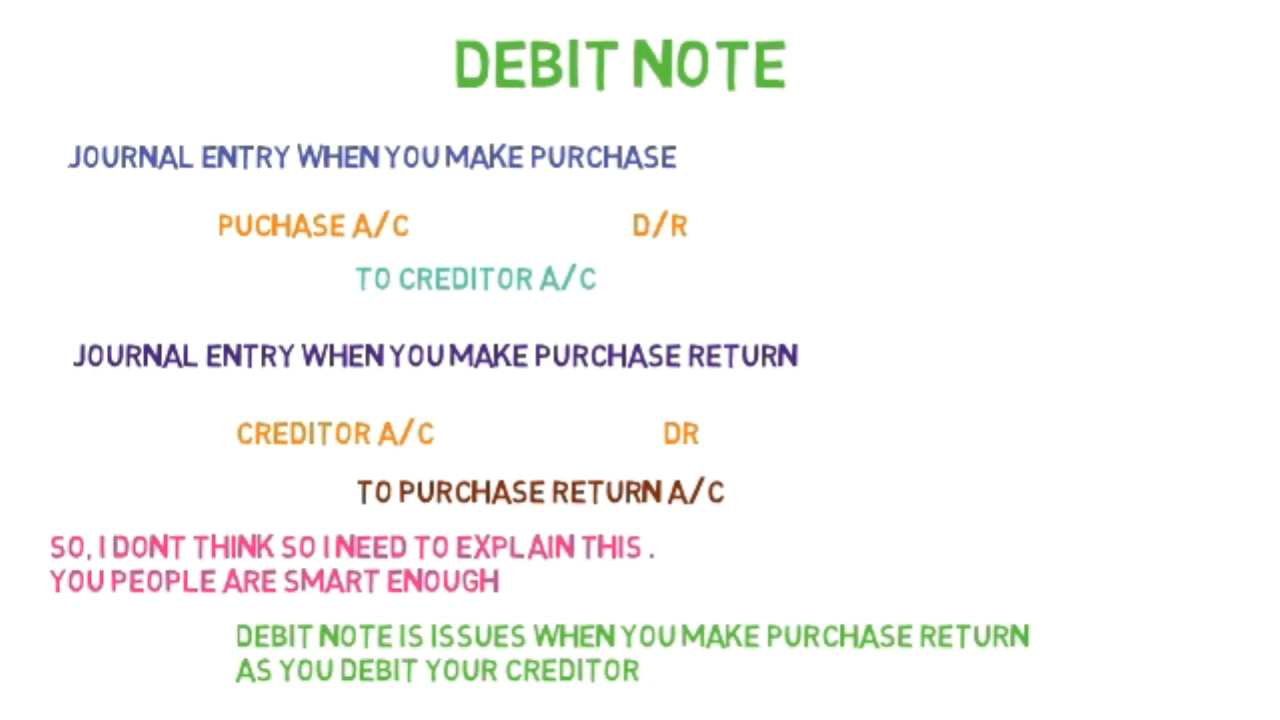 DEBIT NOTE
JOURNAL ENTRY WHEN YOU MAKE PURCHASE
PUCHASE A/C D/R
TO CREDITOR A/C
JOURNAL ENTRY WHEN YOU MAKE PURCHASE RETURN
CREDITOR A/C DR
TO PURCHASE RETURN A/C
SO, I DONT THINK SO I NEED TO EXPLAIN THIS .
YOU PEOPLE ARE SMART ENOUGH
DEBIT NOTE IS ISSUES WHEN YOU MAKE PURCHASE RETURN
AS YOU DEBIT YOUR CREDITOR